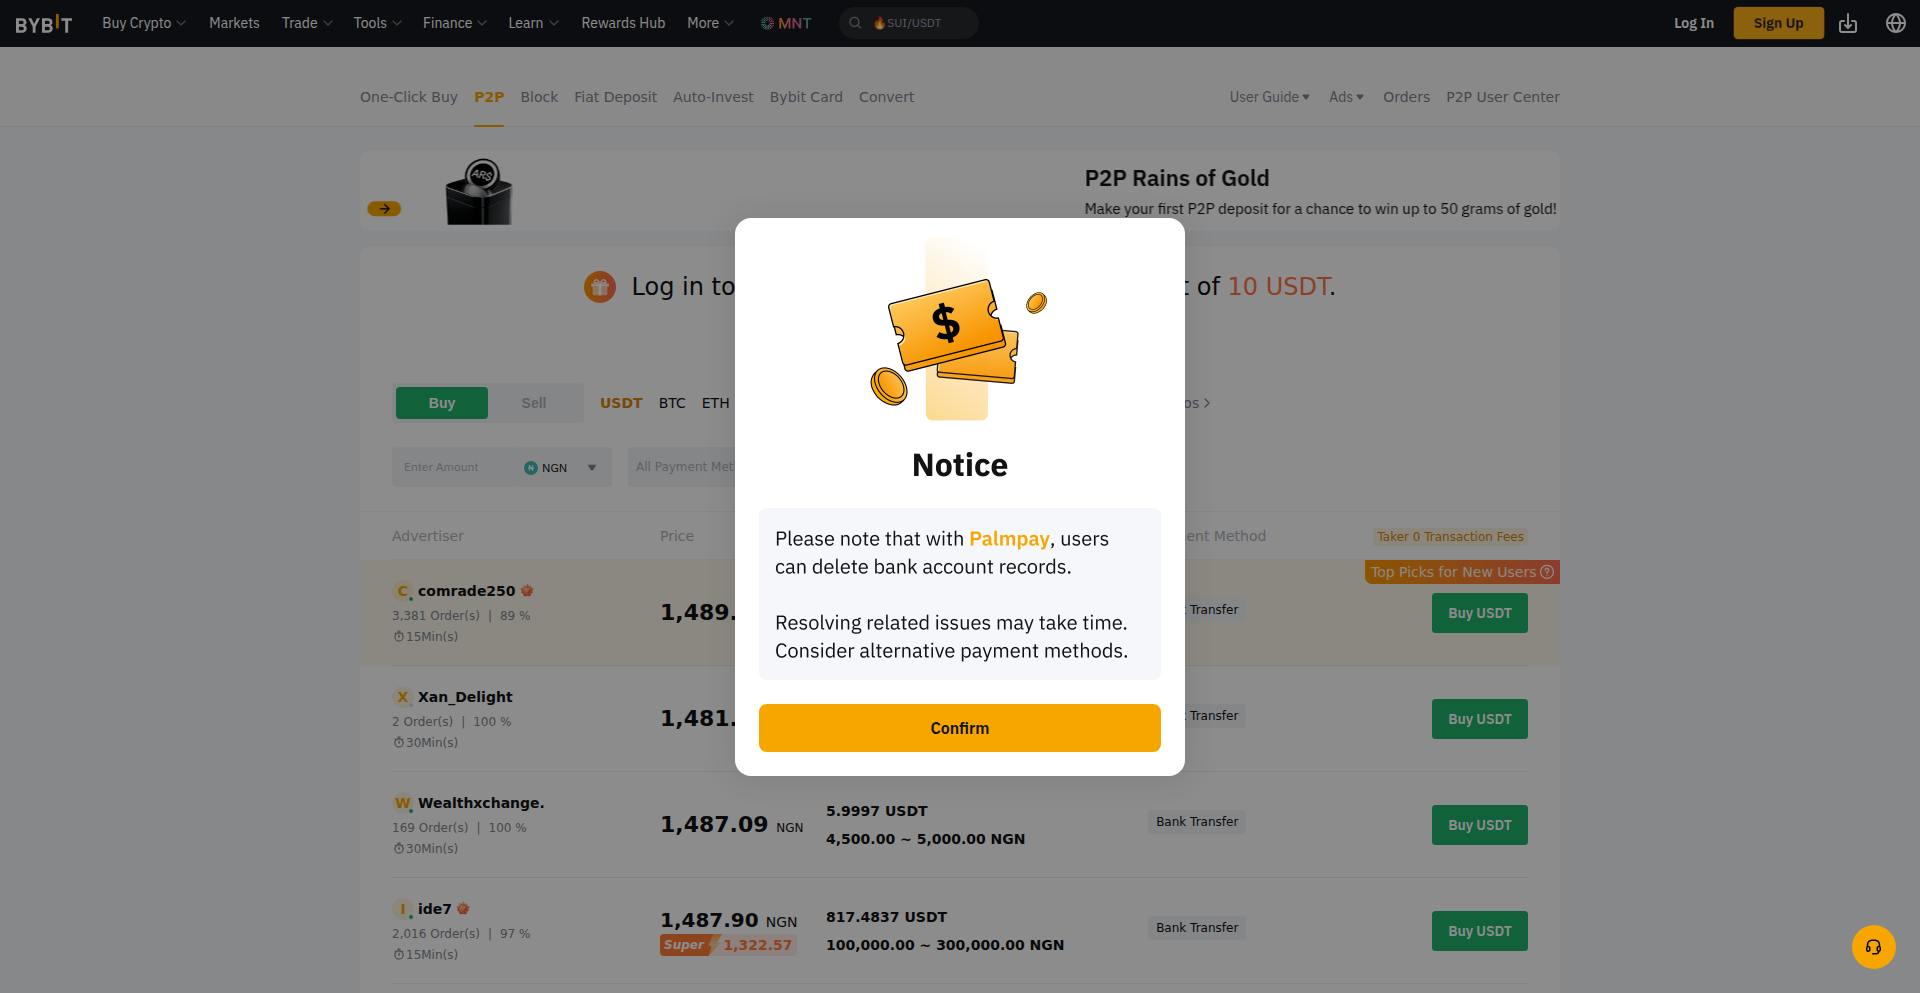 BYBIT Buy Crypto Markets Trade Tools Finance Learn Rewards Hub More MNT SUI/USDT Log In Sign Up
One-Click Buy P2P Block Fiat Deposit Auto-Invest Bybit Card Convert User Guide Ads Orders P2P User Center
ARS
P2P Rains of Gold
Make your first P2P deposit for a chance to win up to 50 grams of gold!
Log in to of 10 USDT.
Buy Sell USDT BTC ETH
Enter Amount NGN All Payment Met
Advertiser Price Method Taker 0 Transaction Fees
Top Picks for New Users
C comrade250
3,381 Order(s) | 89 %
15Min(s)
1,489.
Transfer
Buy USDT
X Xan_Delight
2 Order(s) | 100 %
30Min(s)
1,481.
Transfer
Buy USDT
$
Notice
Please note that with Palmpay, users
can delete bank account records.
Resolving related issues may take time.
Consider alternative payment methods.
Confirm
W Wealthxchange.
169 Order(s) | 100 %
30Min(s)
1,487.09 NGN
5.9997 USDT
4,500.00 ~ 5,000.00 NGN
Bank Transfer
Buy USDT
I ide7
2,016 Order(s) | 97 %
15Min(s)
1,487.90 NGN
Super 1,322.57
817.4837 USDT
100,000.00 ~ 300,000.00 NGN
Bank Transfer
Buy USDT